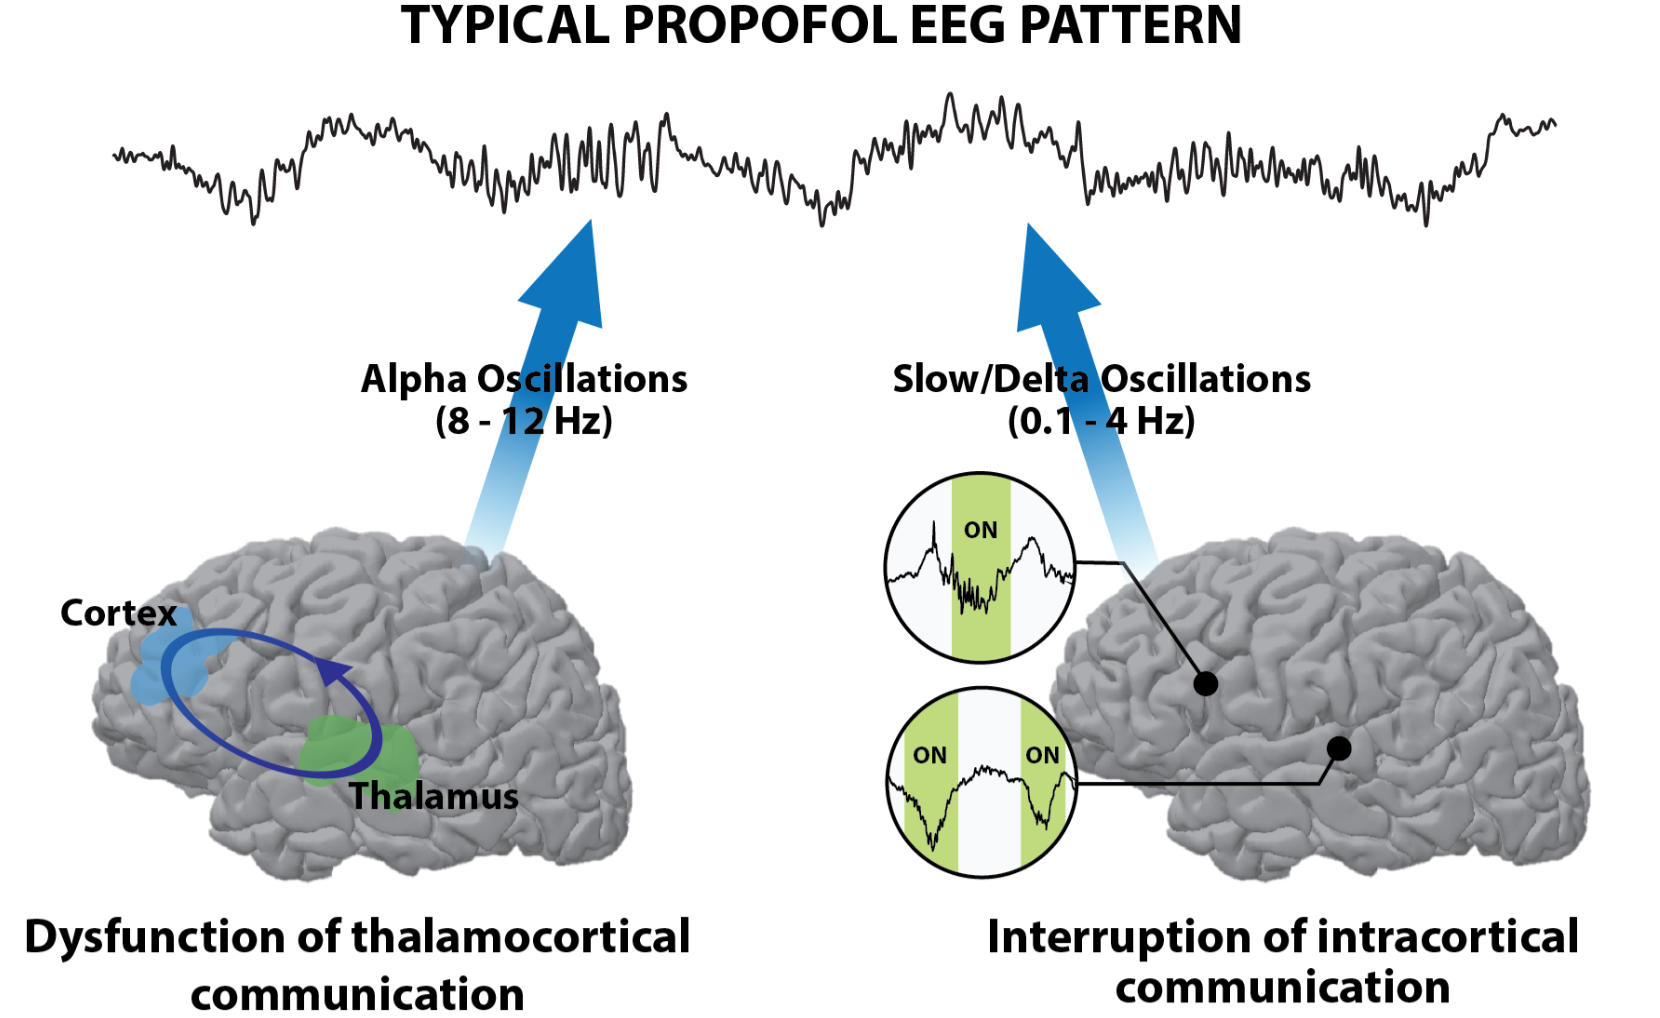 TYPICAL PROPOFOL EEG PATTERN
Alpha Oscillations
(8 - 12 Hz)
Slow/Delta Oscillations
(0.1 - 4 Hz)
ON
Cortex
ON
ON
Thalamus
Dysfunction of thalamocortical
communication
Interruption of intracortical
communication